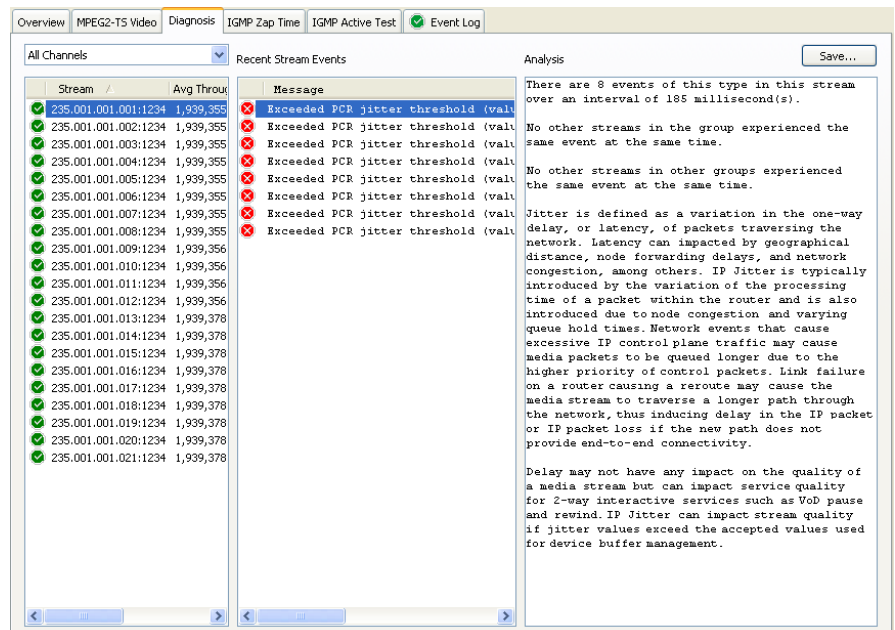 Overview MPEG2-TS Video Diagnosis IGMP Zap Time IGMP Active Test Event Log
All Channels
Recent Stream Events
Analysis
Save...
Stream Avg Throug
235.001.001.001:1234 1,939,355
235.001.001.002:1234 1,939,355
235.001.001.003:1234 1,939,355
235.001.001.004:1234 1,939,355
235.001.001.005:1234 1,939,355
235.001.001.006:1234 1,939,355
235.001.001.007:1234 1,939,355
235.001.001.008:1234 1,939,355
235.001.001.009:1234 1,939,356
235.001.001.010:1234 1,939,356
235.001.001.011:1234 1,939,356
235.001.001.012:1234 1,939,356
235.001.001.013:1234 1,939,378
235.001.001.014:1234 1,939,378
235.001.001.015:1234 1,939,378
235.001.001.016:1234 1,939,378
235.001.001.017:1234 1,939,378
235.001.001.018:1234 1,939,378
235.001.001.019:1234 1,939,378
235.001.001.020:1234 1,939,378
235.001.001.021:1234 1,939,378
Message
Exceeded PCR jitter threshold (valu
Exceeded PCR jitter threshold (valu
Exceeded PCR jitter threshold (valu
Exceeded PCR jitter threshold (valu
Exceeded PCR jitter threshold (valu
Exceeded PCR jitter threshold (valu
Exceeded PCR jitter threshold (valu
Exceeded PCR jitter threshold (valu
There are 8 events of this type in this stream
over an interval of 185 millisecond(s).
No other streams in the group experienced the
same event at the same time.
No other streams in other groups experienced
the same event at the same time.
Jitter is defined as a variation in the one-way
delay, or latency, of packets traversing the
network. Latency can impacted by geographical
distance, node forwarding delays, and network
congestion, among others. IP Jitter is typically
introduced by the variation of the processing
time of a packet within the router and is also
introduced due to node congestion and varying
queue hold times. Network events that cause
excessive IP control plane traffic may cause
media packets to be queued longer due to the
higher priority of control packets. Link failure
on a router causing a reroute may cause the
media stream to traverse a longer path through
the network, thus inducing delay in the IP packet
or IP packet loss if the new path does not
provide end-to-end connectivity.
Delay may not have any impact on the quality of
a media stream but can impact service quality
for 2-way interactive services such as VoD pause
and rewind. IP Jitter can impact stream quality
if jitter values exceed the accepted values used
for device buffer management.